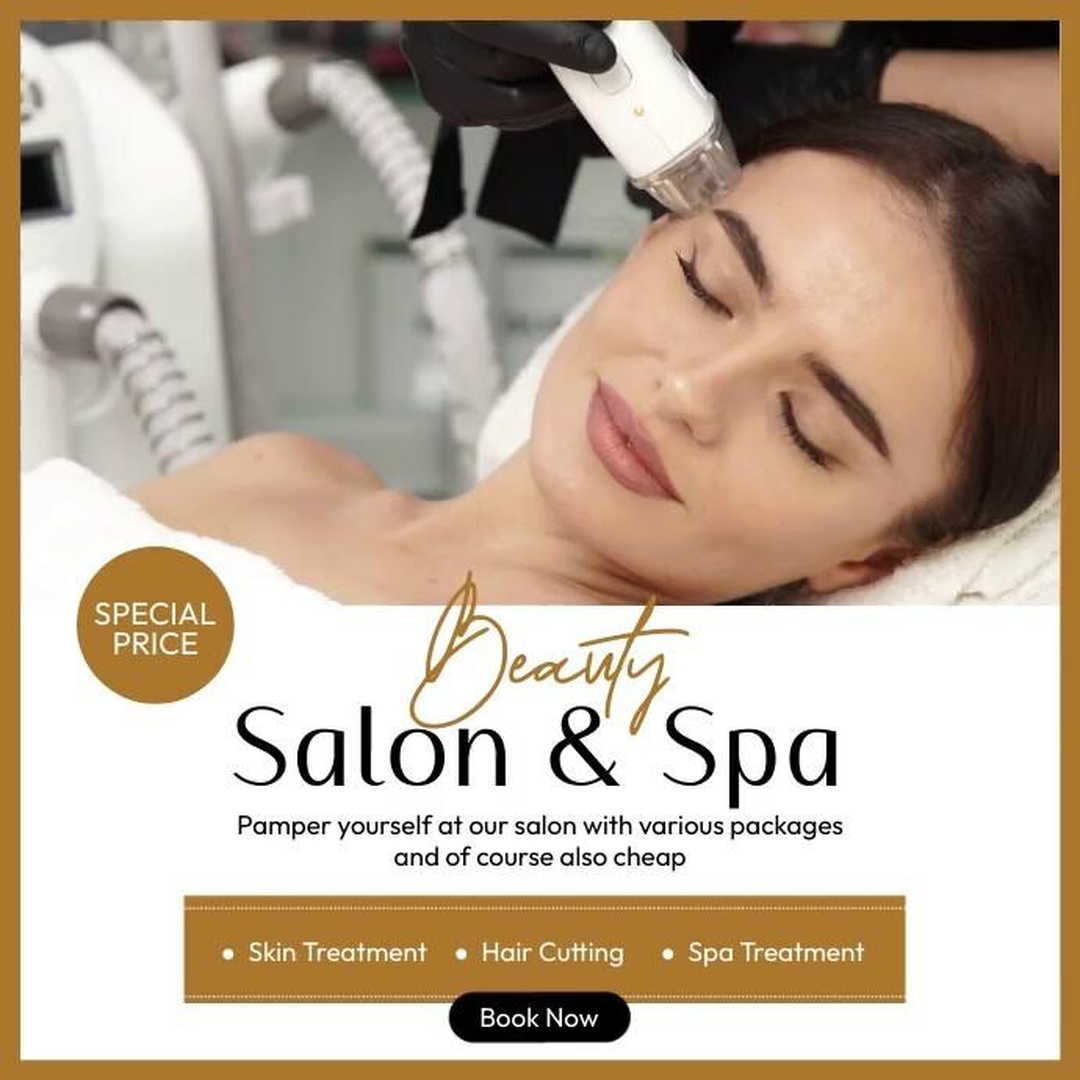 SPECIAL
PRICE
Beauty
Salon & Spa
Pamper yourself at our salon with various packages
and of course also cheap
• Skin Treatment • Hair Cutting • Spa Treatment
Book Now